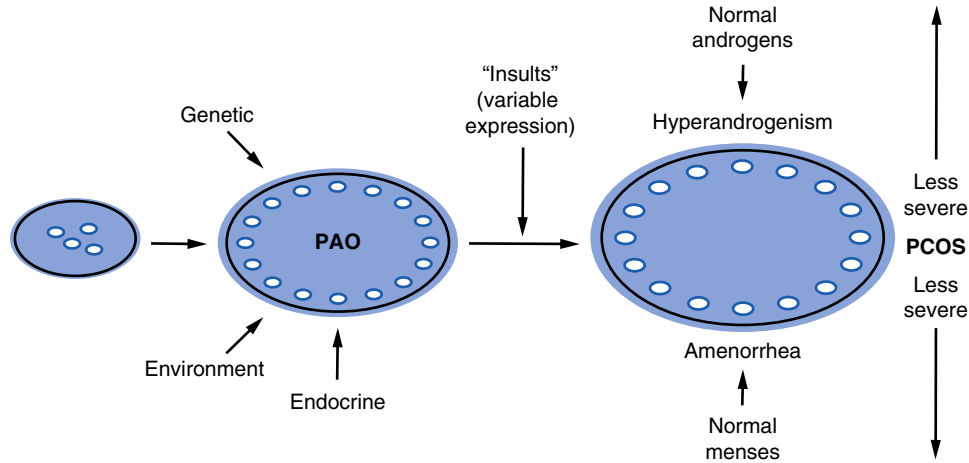 Normal
androgens
"Insults"
(variable
expression)
Genetic
Hyperandrogenism
Less
severe
PAO
PCOS
Less
severe
Environment
Endocrine
Amenorrhea
Normal
menses